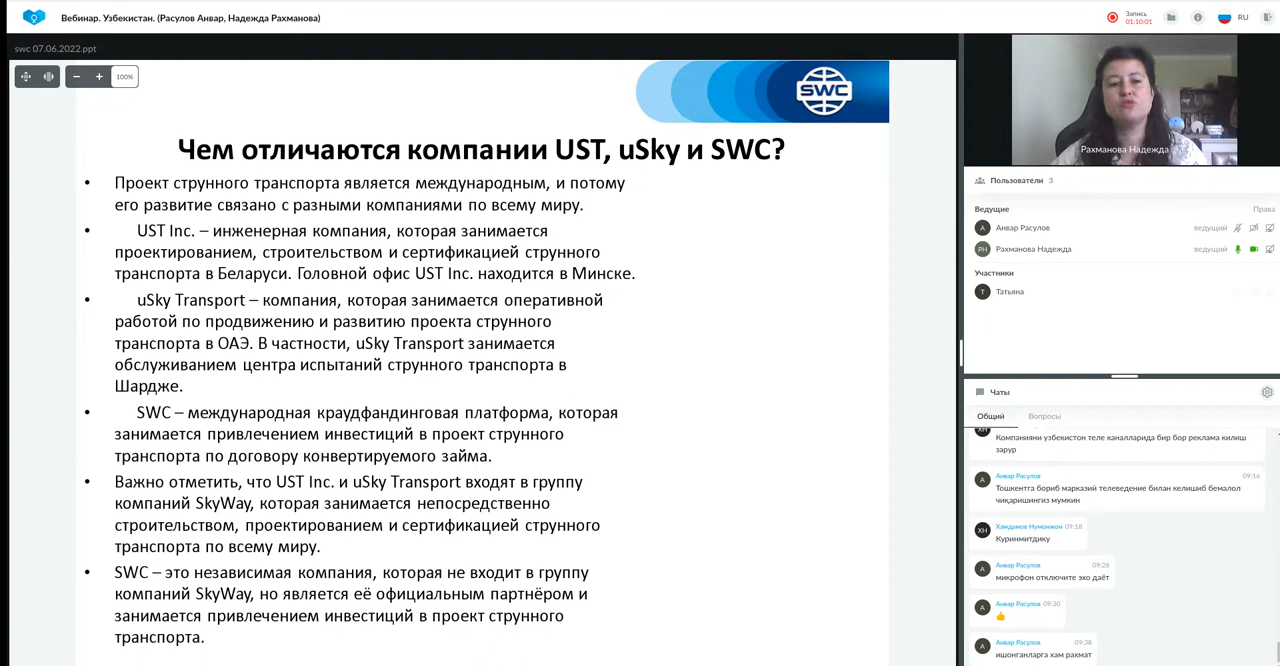 Вебинар. Узбекистан. (Расулов Анвар, Надежда Рахманова)
Запись
01:10:01
RU
swc 07.06.2022.ppt
100%
SWC
Чем отличаются компании UST, uSky и SWC?
• Проект струнного транспорта является международным, и потому
его развитие связано с разными компаниями по всему миру.
• UST Inc. – инженерная компания, которая занимается
проектированием, строительством и сертификацией струнного
транспорта в Беларуси. Головной офис UST Inc. находится в Минске.
• uSky Transport – компания, которая занимается оперативной
работой по продвижению и развитию проекта струнного
транспорта в ОАЭ. В частности, uSky Transport занимается
обслуживанием центра испытаний струнного транспорта в
Шардже.
• SWC – международная краудфандинговая платформа, которая
занимается привлечением инвестиций в проект струнного
транспорта по договору конвертируемого займа.
• Важно отметить, что UST Inc. и uSky Transport входят в группу
компаний SkyWay, которая занимается непосредственно
строительством, проектированием и сертификацией струнного
транспорта по всему миру.
• SWC – это независимая компания, которая не входит в группу
компаний SkyWay, но является её официальным партнёром и
занимается привлечением инвестиций в проект струнного
транспорта.
Рахманова Надежда
Пользователи 3
Ведущие Права
А Анвар Расулов ведущий
РН Рахманова Надежда ведущий
Участники
Т Татьяна
Чаты
Общий Вопросы
ХН
Компанияни узбекистон теле каналларида бир бор реклама килиш
зарур
А Анвар Расулов 09:16
Тошкентга бориб марказий телеведение билан келишиб бемалол
чиқаришингиз мумкин
ХН Хамдамов Нумонжон 09:18
Куринмитдику
А Анвар Расулов 09:26
микрофон отключите эхо даёт
А Анвар Расулов 09:30
👍
А Анвар Расулов 09:38
ишонганларга хам рахмат